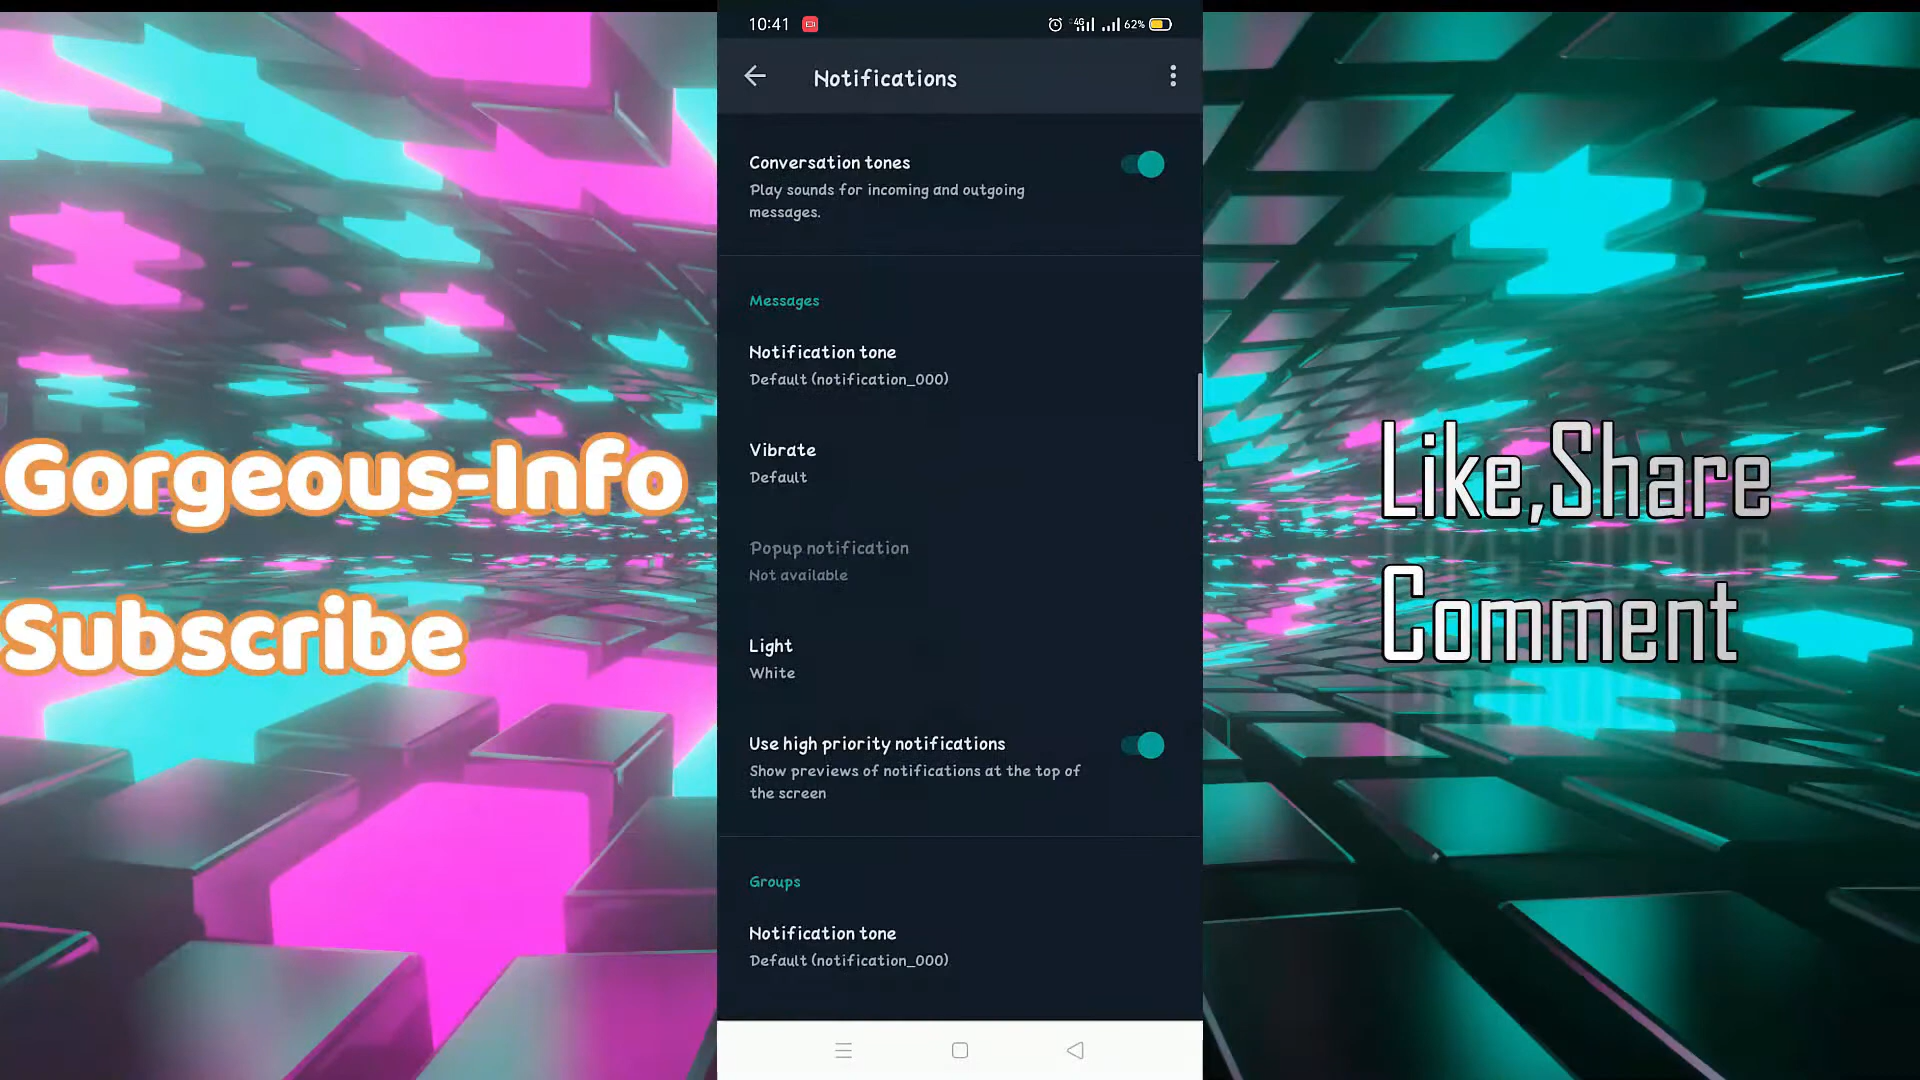 10:41
4G
62%
Notifications
Conversation tones
Play sounds for incoming and outgoing
messages.
Messages
Notification tone
Default (notification_000)
Vibrate
Default
Popup notification
Not available
Light
White
Use high priority notifications
Show previews of notifications at the top of
the screen
Groups
Notification tone
Default (notification_000)
Gorgeous-Info
Subscribe
Like,Share
Comment